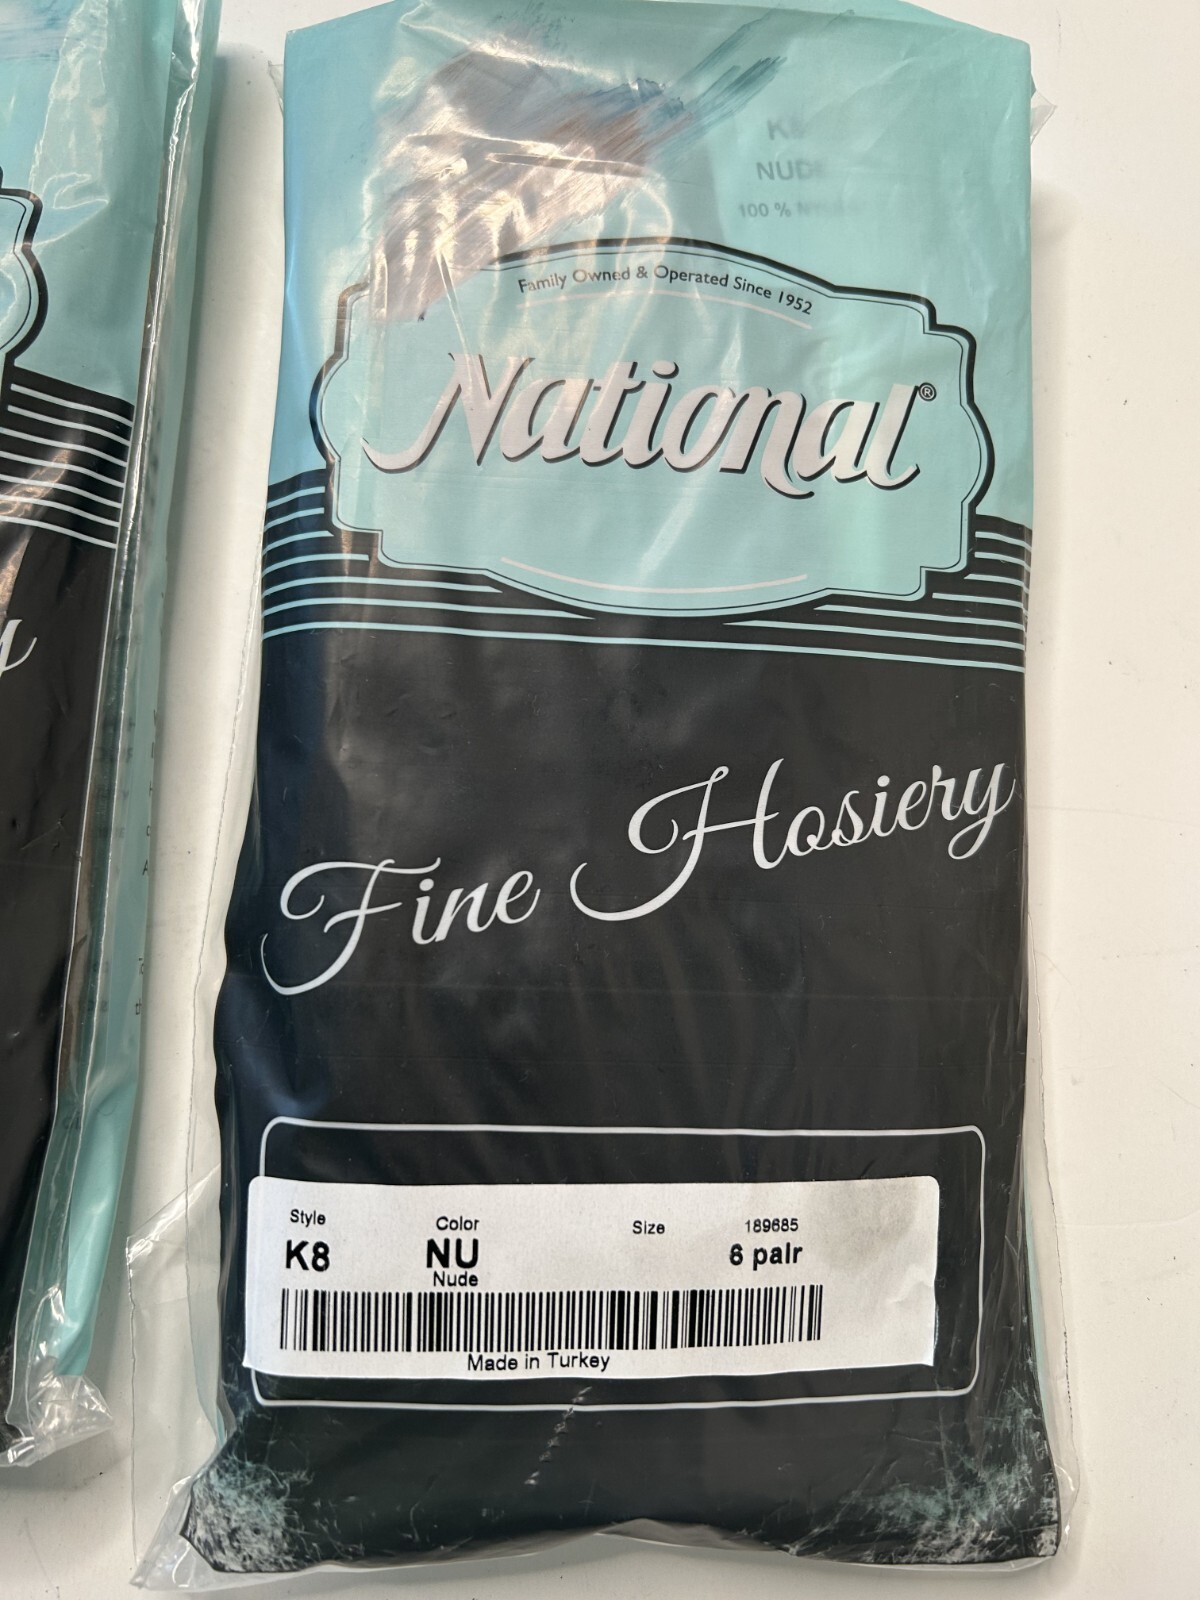 NUDE
100 %
Family Owned & Operated Since 1952
National®
Fine Hosiery
Style Color Size 189685
K8 NU 6 pair
Nude
Made in Turkey